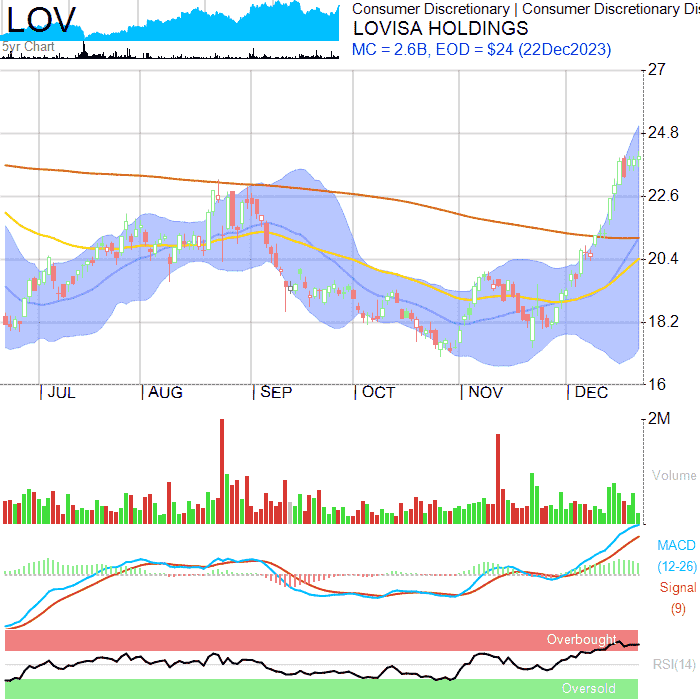 LOV
5yr Chart
Consumer Discretionary | Consumer Discretionary Dis
LOVISA HOLDINGS
MC = 2.6B, EOD = $24 (22Dec2023)
27
24.8
22.6
20.4
18.2
16
| JUL | AUG | SEP | OCT | NOV | DEC
2M
Volume
MACD
(12-26)
Signal
(9)
Overbought
RSI(14)
Oversold